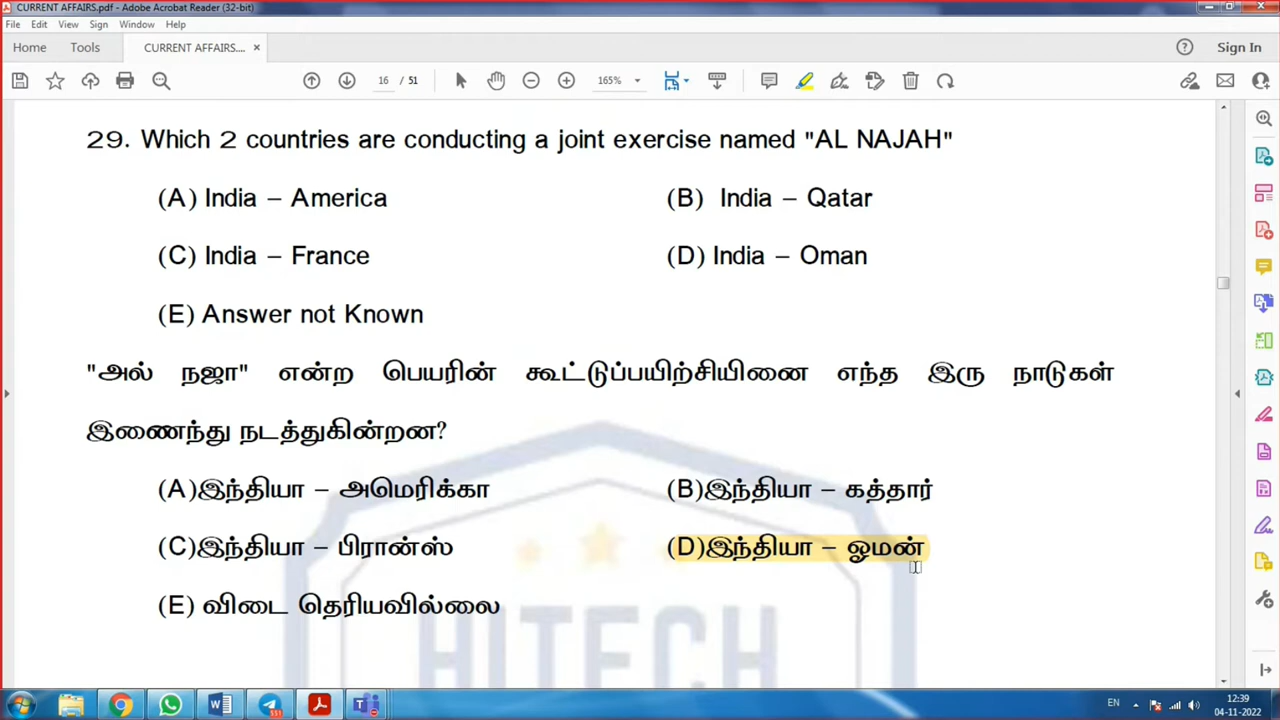 CURRENT AFFAIRS.pdf - Adobe Acrobat Reader (32-bit)
File Edit View Sign Window Help
Home Tools CURRENT AFFAIRS.... × Sign In
16 / 51 165%
29. Which 2 countries are conducting a joint exercise named "AL NAJAH"
(A) India – America (B) India – Qatar
(C) India – France (D) India – Oman
(E) Answer not Known
"அல் நஜா" என்ற பெயரின் கூட்டுப்பயிற்சியினை எந்த இரு நாடுகள்
இணைந்து நடத்துகின்றன?
(A)இந்தியா – அமெரிக்கா (B)இந்தியா – கத்தார்
(C)இந்தியா – பிரான்ஸ் (D)இந்தியா – ஓமன்
(E) விடை தெரியவில்லை
HITECH
EN 12:39
04-11-2022